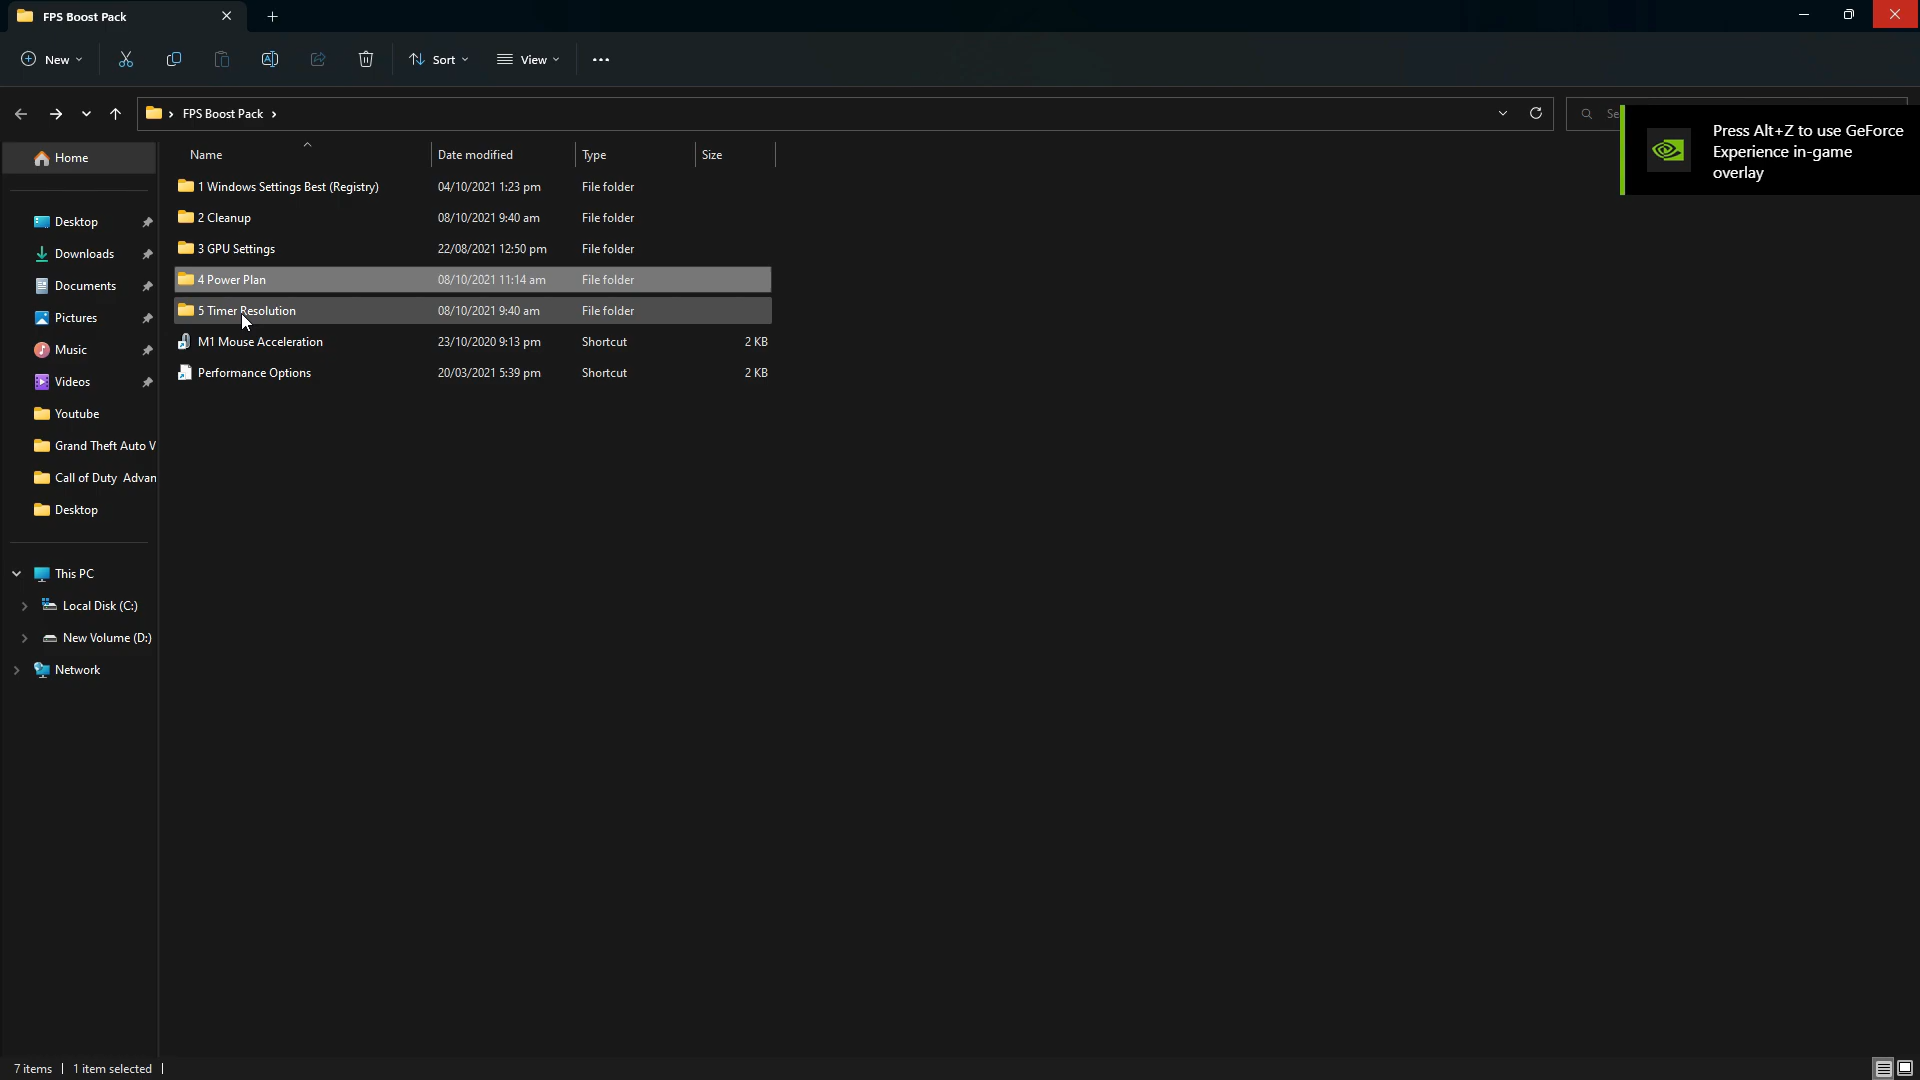 FPS Boost Pack
New
Sort
View
FPS Boost Pack
Se
Press Alt+Z to use GeForce
Experience in-game
overlay
Home
Name
Date modified
Type
Size
1 Windows Settings Best (Registry)
04/10/2021 1:23 pm
File folder
2 Cleanup
08/10/2021 9:40 am
File folder
3 GPU Settings
22/08/2021 12:50 pm
File folder
4 Power Plan
08/10/2021 11:14 am
File folder
5 Timer Resolution
08/10/2021 9:40 am
File folder
M1 Mouse Acceleration
23/10/2020 9:13 pm
Shortcut
2 KB
Performance Options
20/03/2021 5:39 pm
Shortcut
2 KB
Desktop
Downloads
Documents
Pictures
Music
Videos
Youtube
Grand Theft Auto V
Call of Duty Advan
Desktop
This PC
Local Disk (C:)
New Volume (D:)
Network
7 items
1 item selected